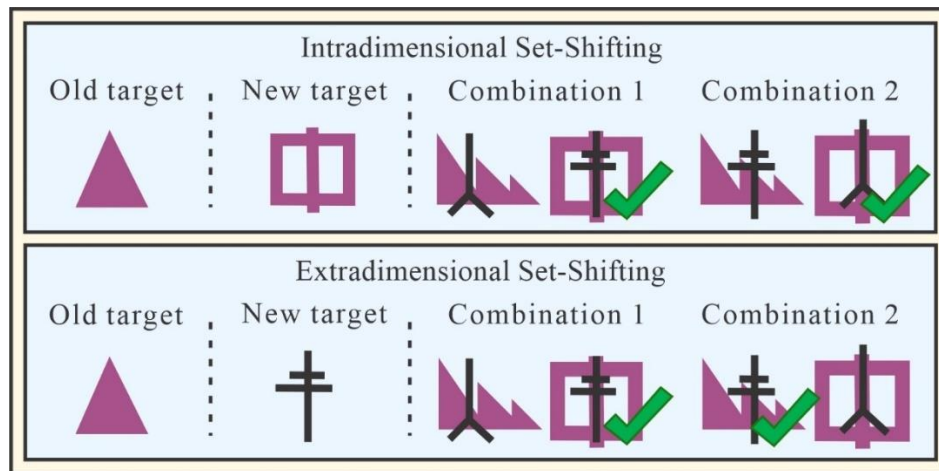 Intradimensional Set-Shifting
Old target New target Combination 1 Combination 2
Extradimensional Set-Shifting
Old target New target Combination 1 Combination 2